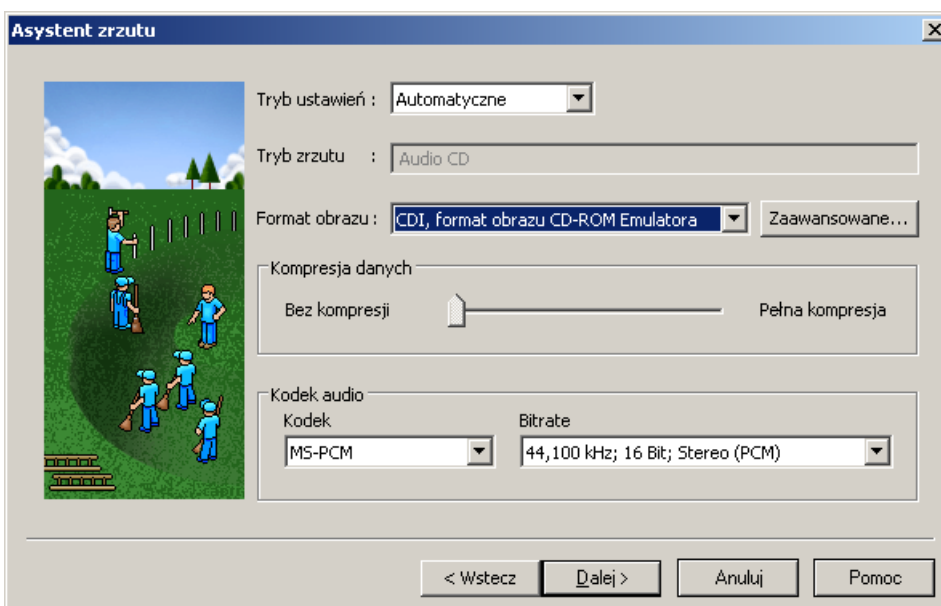 Asystent zrzutu
Tryb ustawień : Automatyczne
Tryb zrzutu : Audio CD
Format obrazu : CDI, format obrazu CD-ROM Emulatora Zaawansowane...
Kompresja danych
Bez kompresji Pełna kompresja
Kodek audio
Kodek Bitrate
MS-PCM 44,100 kHz; 16 Bit; Stereo (PCM)
< Wstecz Dalej > Anuluj Pomoc